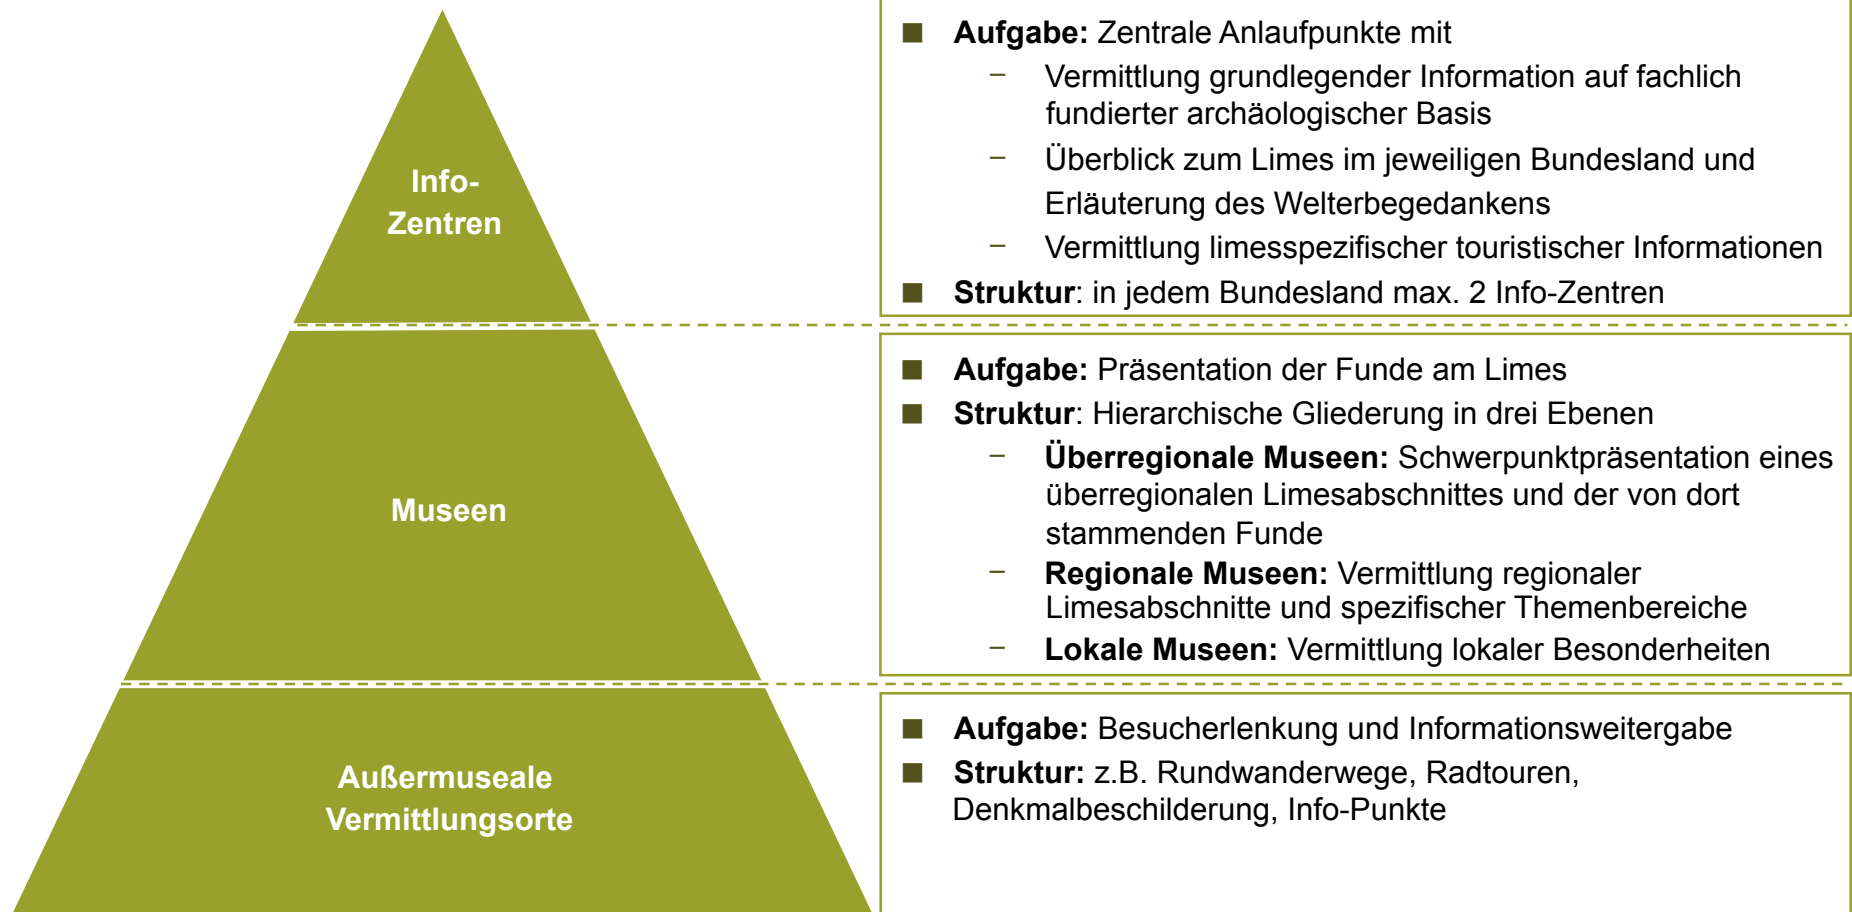 Info-
Zentren
■ Aufgabe: Zentrale Anlaufpunkte mit
– Vermittlung grundlegender Information auf fachlich
fundierter archäologischer Basis
– Überblick zum Limes im jeweiligen Bundesland und
Erläuterung des Welterbegedankens
– Vermittlung limesspezifischer touristischer Informationen
■ Struktur: in jedem Bundesland max. 2 Info-Zentren
Museen
■ Aufgabe: Präsentation der Funde am Limes
■ Struktur: Hierarchische Gliederung in drei Ebenen
– Überregionale Museen: Schwerpunktpräsentation eines
überregionalen Limesabschnittes und der von dort
stammenden Funde
– Regionale Museen: Vermittlung regionaler
Limesabschnitte und spezifischer Themenbereiche
– Lokale Museen: Vermittlung lokaler Besonderheiten
Außermuseale
Vermittlungsorte
■ Aufgabe: Besucherlenkung und Informationsweitergabe
■ Struktur: z.B. Rundwanderwege, Radtouren,
Denkmalbeschilderung, Info-Punkte